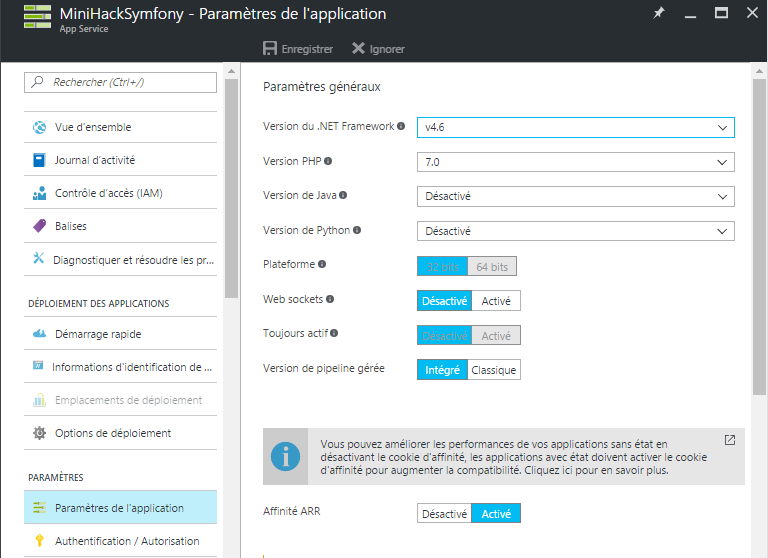 MiniHackSymfony - Paramètres de l'application
App Service
Enregistrer Ignorer
Rechercher (Ctrl+/)
Vue d'ensemble
Journal d'activité
Contrôle d'accès (IAM)
Balises
Diagnostiquer et résoudre les pr...
DÉPLOIEMENT DES APPLICATIONS
Démarrage rapide
Informations d'identification de ...
Emplacements de déploiement
Options de déploiement
PARAMÈTRES
Paramètres de l'application
Authentification / Autorisation
Paramètres généraux
Version du .NET Framework v4.6
Version PHP 7.0
Version de Java Désactivé
Version de Python Désactivé
Plateforme 32 bits 64 bits
Web sockets Désactivé Activé
Toujours actif Désactivé Activé
Version de pipeline gérée Intégré Classique
Vous pouvez améliorer les performances de vos applications sans état en
désactivant le cookie d'affinité, les applications avec état doivent activer le cookie
d'affinité pour augmenter la compatibilité. Cliquez ici pour en savoir plus.
Affinité ARR Désactivé Activé